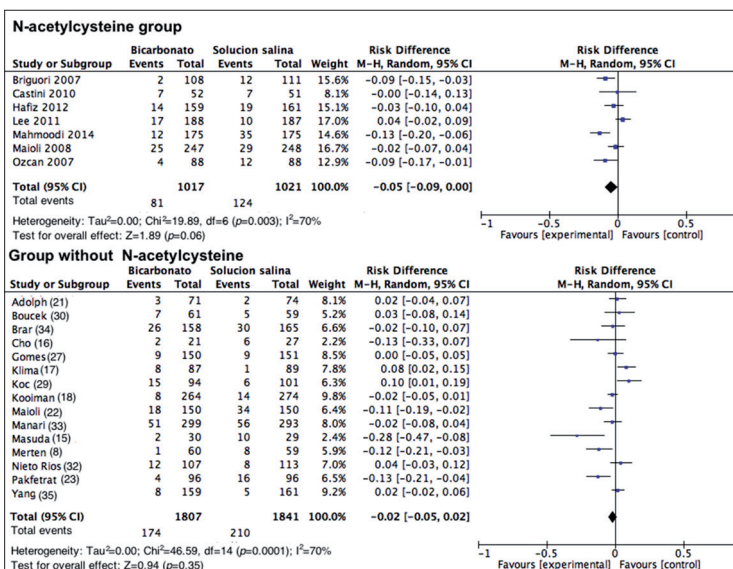 N-acetylcysteine group
Bicarbonato Solucion salina Risk Difference Risk Difference
Study or Subgroup Events Total Events Total Weight M-H, Random, 95% CI M-H, Random, 95% CI
Briguori 2007 2 108 12 111 15.6% -0.09 [-0.15, -0.03]
Castini 2010 7 52 7 51 8.1% -0.00 [-0.14, 0.13]
Hafiz 2012 14 159 19 161 14.8% -0.03 [-0.10, 0.04]
Lee 2011 17 188 10 187 17.3% 0.04 [-0.02, 0.09]
Mahmoodi 2014 12 175 35 175 14.6% -0.13 [-0.20, -0.06]
Maioli 2008 25 247 29 248 16.7% -0.02 [-0.07, 0.04]
Ozcan 2007 4 88 12 88 12.9% -0.09 [-0.17, -0.01]
Total (95% CI) 1017 1021 100.0% -0.05 [-0.09, 0.00]
Total events 81 124
Heterogeneity: Tau²=0.00; Chi²=19.89, df=6 (p=0.003); I²=70%
Test for overall effect: Z=1.89 (p=0.06)
-1 -0.5 0 0.5 1
Favours [experimental] Favours [control]
Group without N-acetylcysteine
Bicarbonato Solucion salina Risk Difference Risk Difference
Study or Subgroup Events Total Events Total Weight M-H, Random, 95% CI M-H, Random, 95% CI
Adolph (21) 3 71 2 74 8.1% 0.02 [-0.04, 0.07]
Boucek (30) 7 61 5 59 5.2% 0.03 [-0.08, 0.14]
Brar (34) 26 158 30 165 6.6% -0.02 [-0.10, 0.07]
Cho (16) 2 21 6 27 2.2% -0.13 [-0.33, 0.07]
Gomes (27) 9 150 9 151 8.4% 0.00 [-0.05, 0.05]
Klima (17) 8 87 1 89 7.5% 0.08 [0.02, 0.15]
Koc (29) 15 94 6 101 6.3% 0.10 [0.01, 0.19]
Kooiman (18) 8 264 14 274 9.5% -0.02 [-0.05, 0.01]
Maioli (22) 18 150 34 150 6.7% -0.11 [-0.19, -0.02]
Manari (33) 51 299 56 293 8.0% -0.02 [-0.08, 0.04]
Masuda (15) 2 30 10 29 2.2% -0.28 [-0.47, -0.08]
Merten (8) 1 60 8 59 6.1% -0.12 [-0.21, -0.03]
Nieto Rios (32) 12 107 8 113 7.2% 0.04 [-0.03, 0.12]
Pakfetrat (23) 4 96 16 96 6.8% -0.13 [-0.21, -0.04]
Yang (35) 8 159 5 161 9.2% 0.02 [-0.02, 0.06]
Total (95% CI) 1807 1841 100.0% -0.02 [-0.05, 0.02]
Total events 174 210
Heterogeneity: Tau²=0.00; Chi²=46.59, df=14 (p=0.0001); I²=70%
Test for overall effect: Z=0.94 (p=0.35)
-1 -0.5 0 0.5
Favours [experimental] Favours [control]